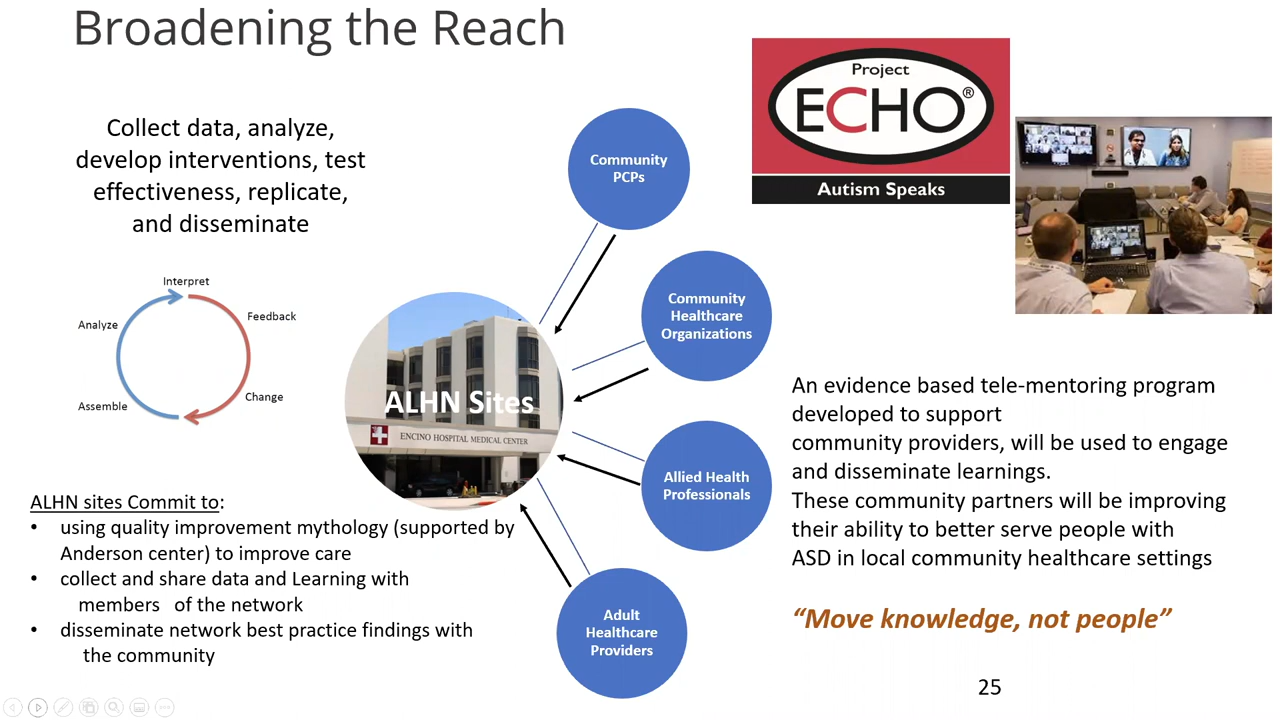 Broadening the Reach
Collect data, analyze,
develop interventions, test
effectiveness, replicate,
and disseminate
Interpret
Feedback
Analyze
Assemble
Change
ALHN sites Commit to:
• using quality improvement mythology (supported by
Anderson center) to improve care
• collect and share data and Learning with
members of the network
• disseminate network best practice findings with
the community
Community
PCPs
Community
Healthcare
Organizations
ALHN Sites
ENCINO HOSPITAL MEDICAL CENTER
Allied Health
Professionals
Adult
Healthcare
Providers
Project
ECHO®
Autism Speaks
An evidence based tele-mentoring program
developed to support
community providers, will be used to engage
and disseminate learnings.
These community partners will be improving
their ability to better serve people with
ASD in local community healthcare settings
“Move knowledge, not people”
25